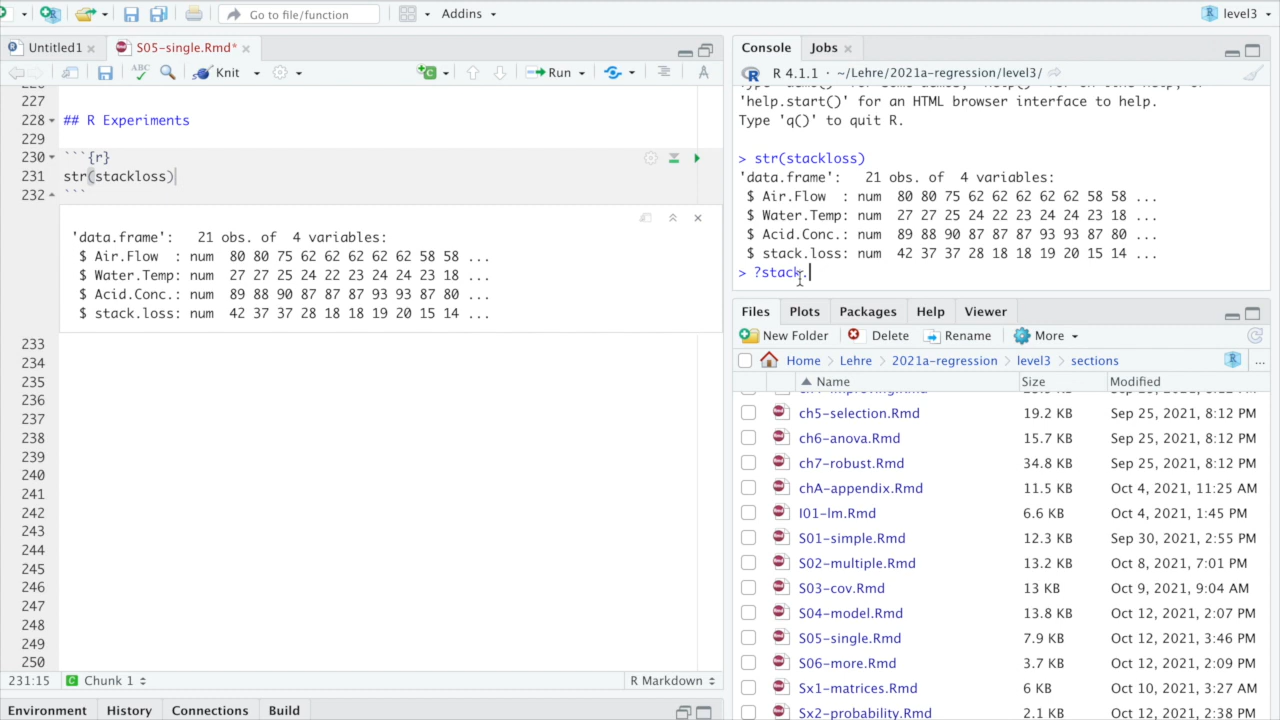 Go to file/function
Addins
level3
Untitled1
S05-single.Rmd*
ABC
Knit
Run
227
228
## R Experiments
229
230
```{r}
231
str(stackloss)
232
```
'data.frame':   21 obs. of  4 variables:
$ Air.Flow  : num  80 80 75 62 62 62 62 62 58 58 ...
$ Water.Temp: num  27 27 25 24 22 23 24 24 23 18 ...
$ Acid.Conc.: num  89 88 90 87 87 87 93 93 87 80 ...
$ stack.loss: num  42 37 37 28 18 18 19 20 15 14 ...
233
234
235
236
237
238
239
240
241
242
243
244
245
246
247
248
249
250
231:15
Chunk 1
R Markdown
Environment
History
Connections
Build
Console
Jobs
R 4.1.1 · ~/Lehre/2021a-regression/level3/
'help.start()' for an HTML browser interface to help.
Type 'q()' to quit R.
> str(stackloss)
'data.frame':   21 obs. of  4 variables:
$ Air.Flow  : num  80 80 75 62 62 62 62 62 58 58 ...
$ Water.Temp: num  27 27 25 24 22 23 24 24 23 18 ...
$ Acid.Conc.: num  89 88 90 87 87 87 93 93 87 80 ...
$ stack.loss: num  42 37 37 28 18 18 19 20 15 14 ...
> ?stack.
Files
Plots
Packages
Help
Viewer
New Folder
Delete
Rename
More
Home
Lehre
2021a-regression
level3
sections
...
Name
Size
Modified
ch5-selection.Rmd 19.2 KB Sep 25, 2021, 8:12 PM
ch6-anova.Rmd 15.7 KB Sep 25, 2021, 8:12 PM
ch7-robust.Rmd 34.8 KB Sep 25, 2021, 8:12 PM
chA-appendix.Rmd 11.5 KB Oct 4, 2021, 11:25 AM
I01-lm.Rmd 6.6 KB Oct 4, 2021, 1:45 PM
S01-simple.Rmd 12.3 KB Sep 30, 2021, 2:55 PM
S02-multiple.Rmd 13.2 KB Oct 8, 2021, 7:01 PM
S03-cov.Rmd 13 KB Oct 9, 2021, 9:04 AM
S04-model.Rmd 13.8 KB Oct 12, 2021, 2:07 PM
S05-single.Rmd 7.9 KB Oct 12, 2021, 3:46 PM
S06-more.Rmd 3.7 KB Oct 12, 2021, 2:09 PM
Sx1-matrices.Rmd 6 KB Oct 10, 2021, 3:27 AM
Sx2-probability.Rmd 2.1 KB Oct 12, 2021, 2:38 PM